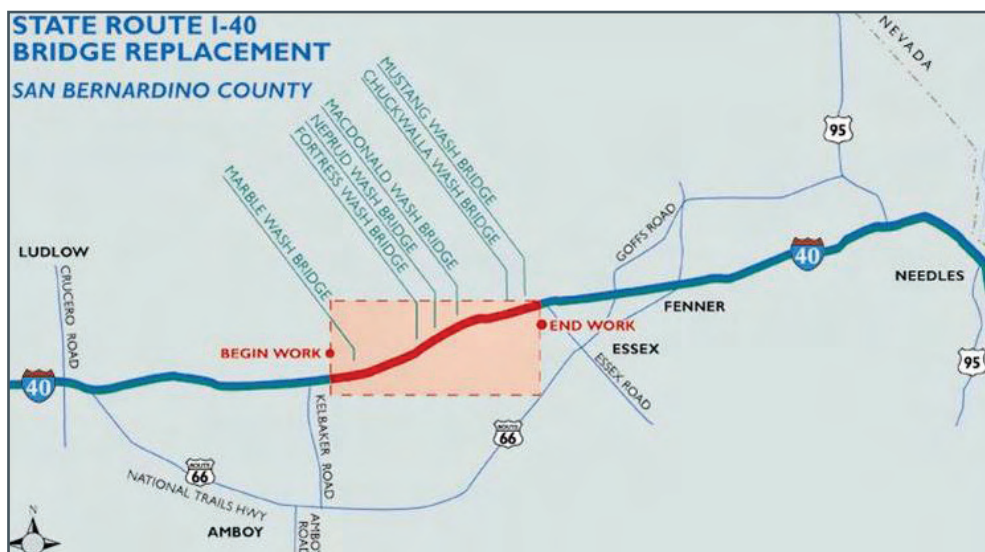 STATE ROUTE I-40
BRIDGE REPLACEMENT
SAN BERNARDINO COUNTY
NEVADA
MUSTANG WASH BRIDGE
CHUCKWALLA WASH BRIDGE
MACDONALD WASH BRIDGE
NEPRUD WASH BRIDGE
FORTRESS WASH BRIDGE
MARBLE WASH BRIDGE
95
GOFFS ROAD
LUDLOW
CRUCERO ROAD
40
NEEDLES
FENNER
END WORK
BEGIN WORK
ESSEX
ESSEX ROAD
95
40
KELBAKER ROAD
ROUTE
66
ROUTE
66
NATIONAL TRAILS HWY
AMBOY
AMBOY
ROAD
N